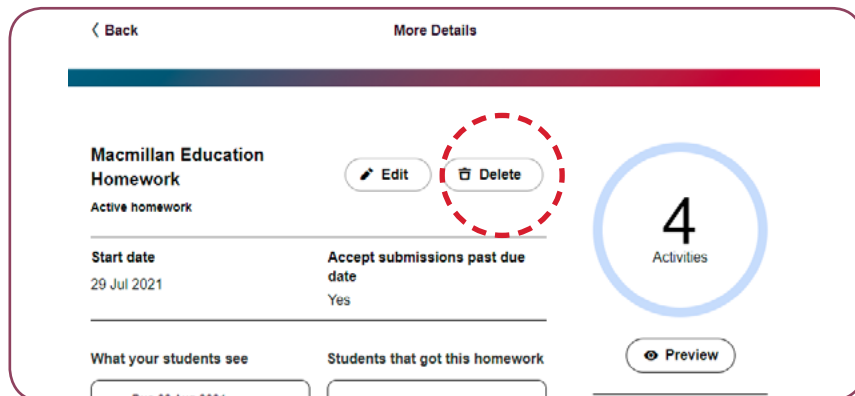 Back
More Details
Macmillan Education
Homework
Active homework
Edit
Delete
Start date
29 Jul 2021
Accept submissions past due
date
Yes
4
Activities
What your students see
Students that got this homework
Preview